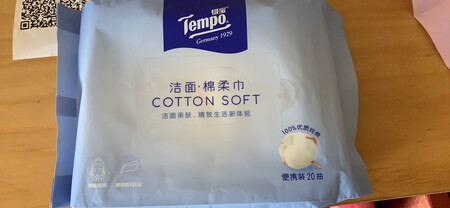 得宝
Tempo
Germany 1929
洁面·棉柔巾
COTTON SOFT
洁面亲肤,精致生活新体验
100%优质棉
便携装20抽